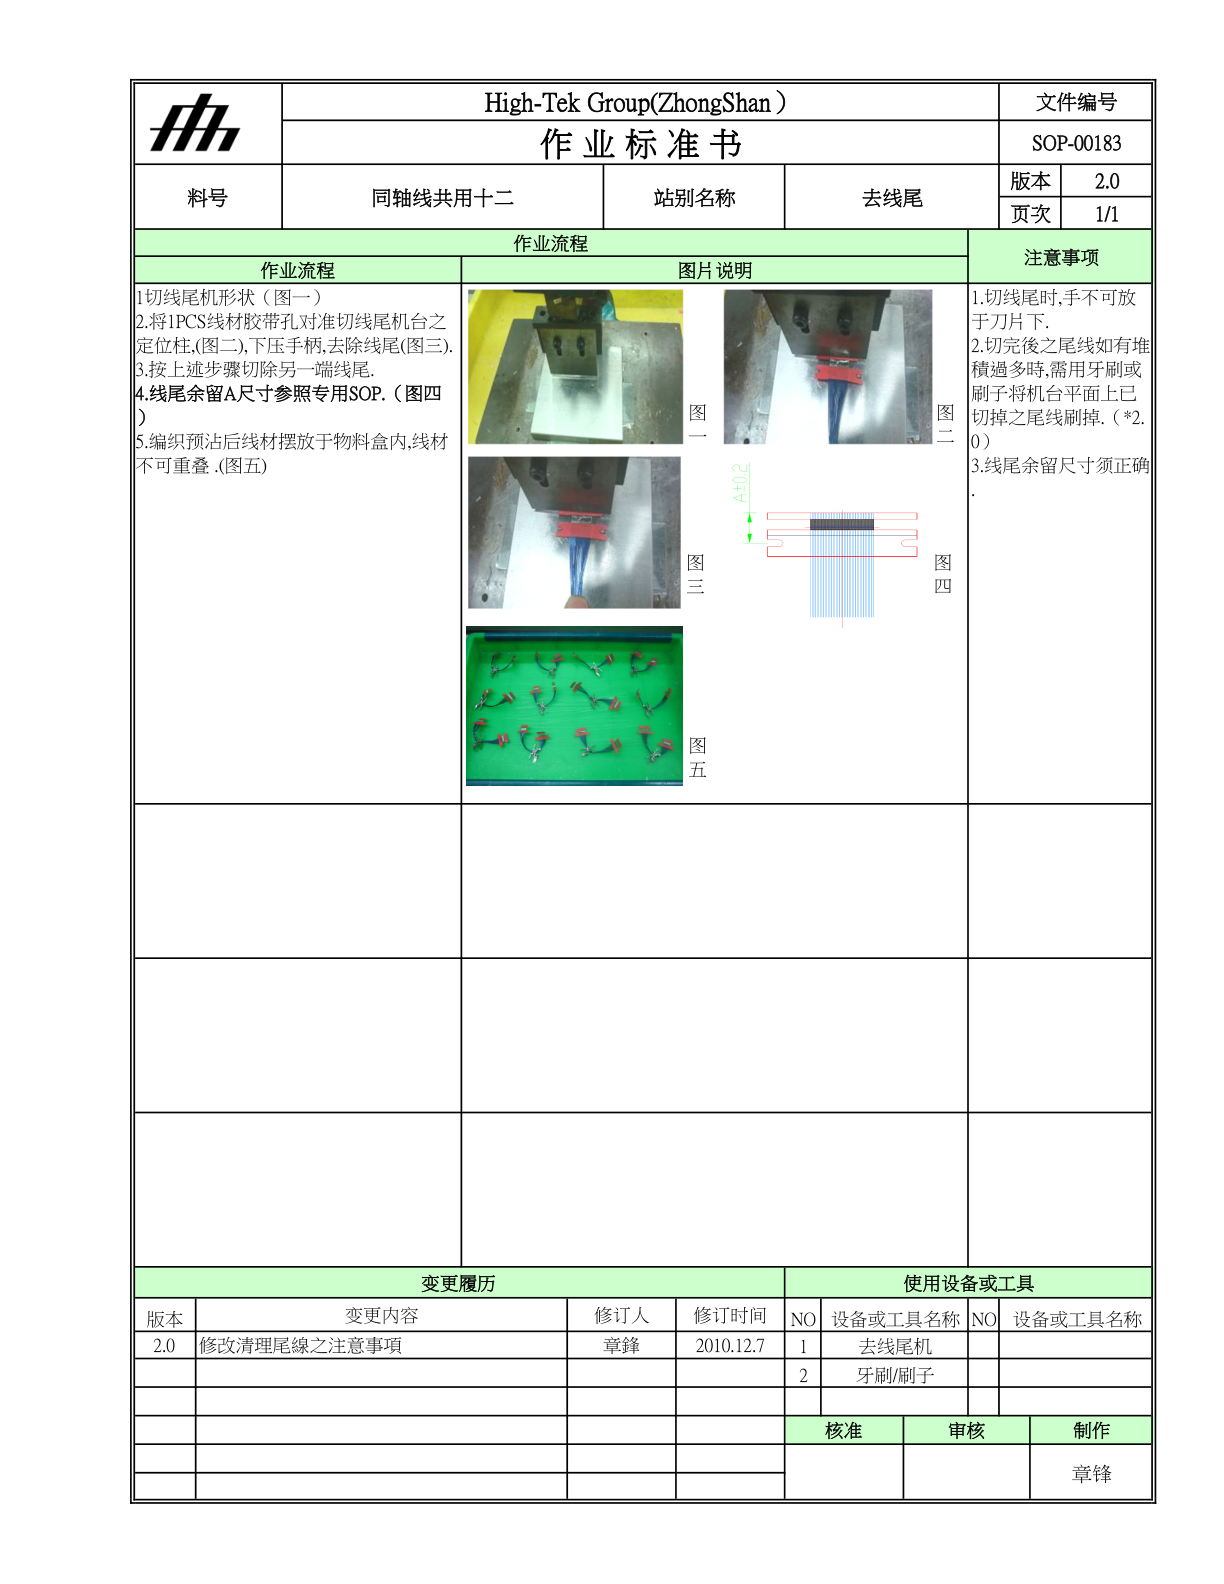 High-Tek Group(ZhongShan）
文件编号
作业标准书
SOP-00183
料号
同轴线共用十二
站别名称
去线尾
版本
2.0
页次
1/1
作业流程
注意事项
作业流程
图片说明
1切线尾机形状（图一）
2.将1PCS线材胶带孔对准切线尾机台之
定位柱,(图二),下压手柄,去除线尾(图三).
3.按上述步骤切除另一端线尾.
4.线尾余留A尺寸参照专用SOP.（图四
）
5.编织预沾后线材摆放于物料盒内,线材
不可重叠 .(图五)
图
一
图
二
A±0.2
图
三
图
四
图
五
1.切线尾时,手不可放
于刀片下.
2.切完後之尾线如有堆
積過多時,需用牙刷或
刷子将机台平面上已
切掉之尾线刷掉.（*2.
0）
3.线尾余留尺寸须正确
.
变更履历
使用设备或工具
版本
变更内容
修订人
修订时间
NO
设备或工具名称
NO
设备或工具名称
2.0
修改清理尾線之注意事項
章鋒
2010.12.7
1
去线尾机
2
牙刷/刷子
核准
审核
制作
章锋